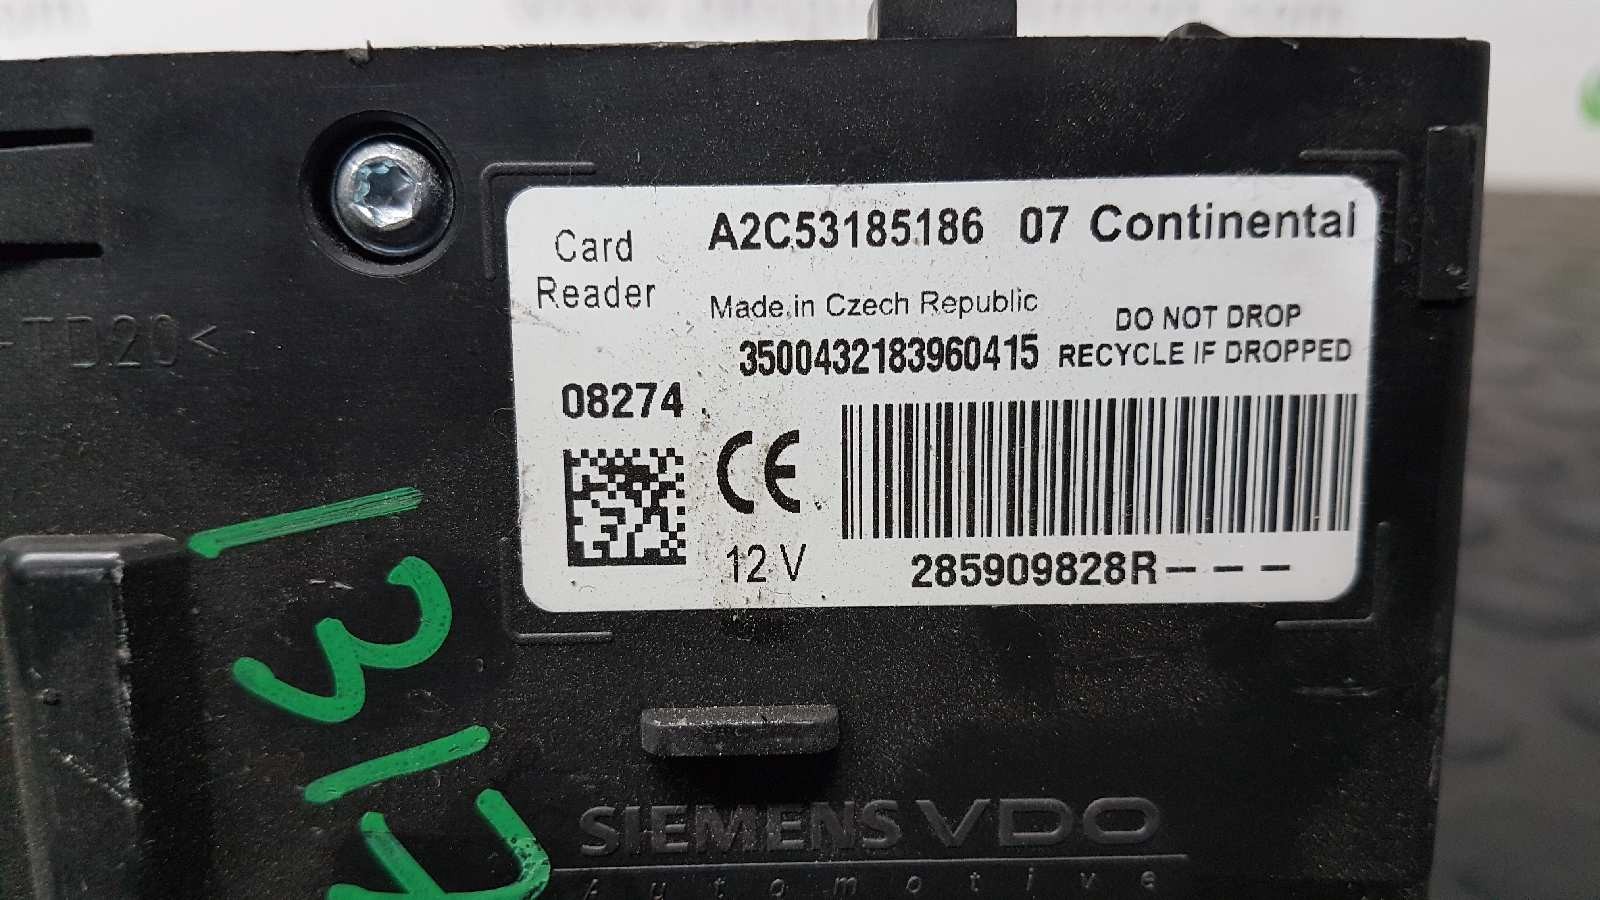 Card Reader
A2C53185186 07 Continental
Made in Czech Republic
DO NOT DROP
RECYCLE IF DROPPED
3500432183960415
08274
CE
12 V
285909828R- - -
TD20<
SIEMENS VDO
Automotive